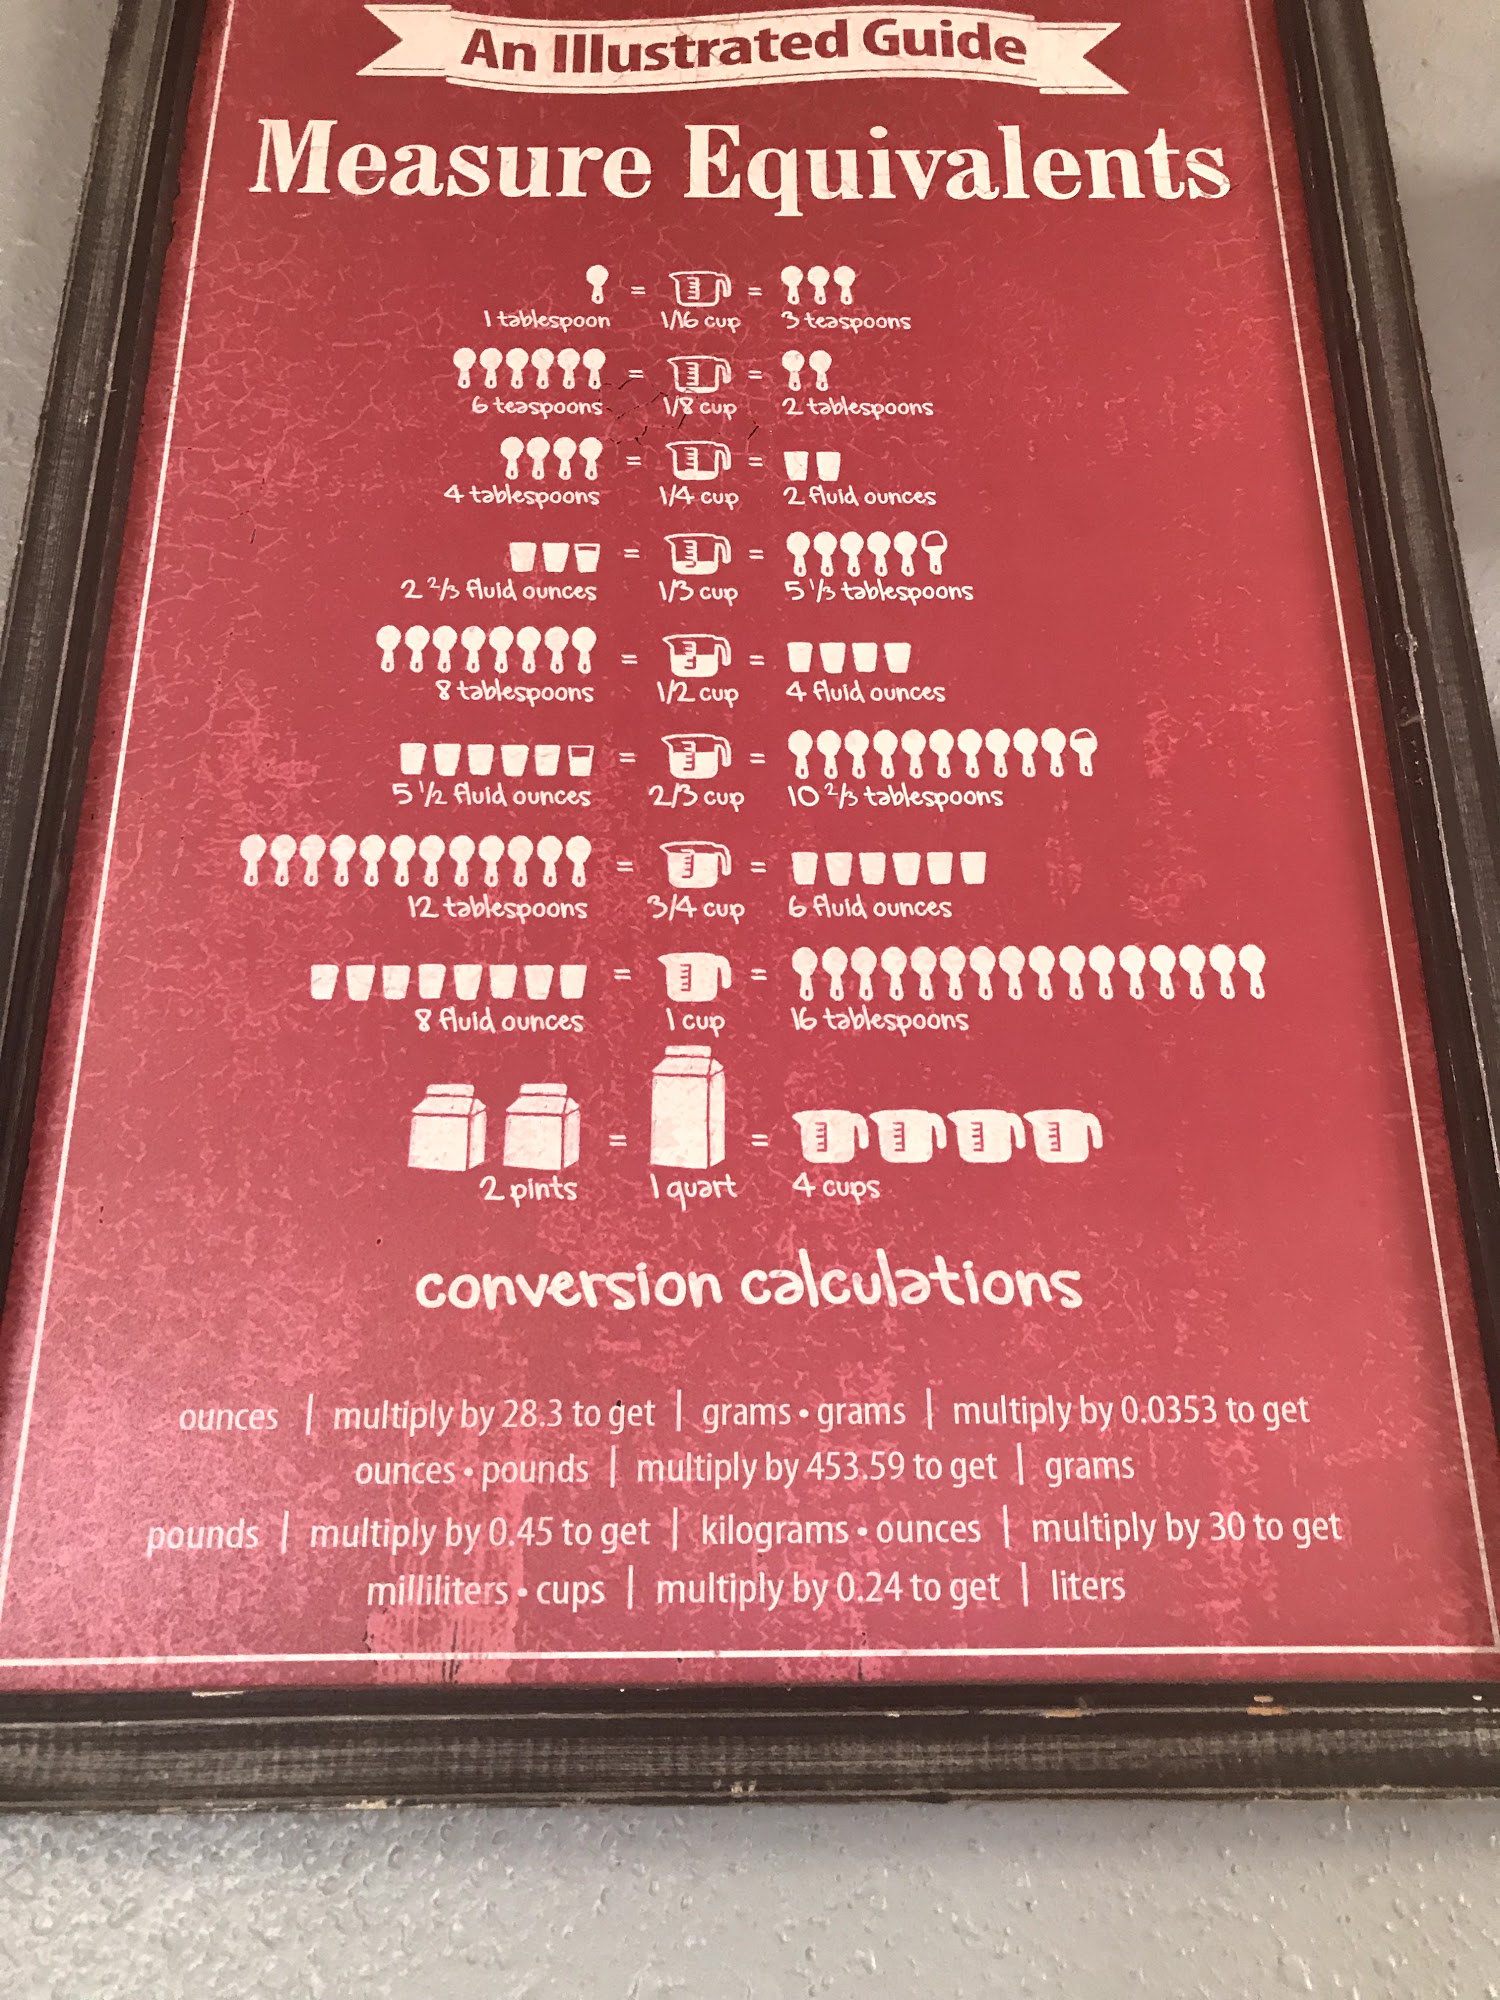 An Illustrated Guide
Measure Equivalents
1 tablespoon = 1/16 cup = 3 teaspoons
6 teaspoons = 1/8 cup = 2 tablespoons
4 tablespoons = 1/4 cup = 2 fluid ounces
2 2/3 fluid ounces = 1/3 cup = 5 1/3 tablespoons
8 tablespoons = 1/2 cup = 4 fluid ounces
5 1/2 fluid ounces = 2/3 cup = 10 2/3 tablespoons
12 tablespoons = 3/4 cup = 6 fluid ounces
8 fluid ounces = 1 cup = 16 tablespoons
2 pints = 1 quart = 4 cups
conversion calculations
ounces | multiply by 28.3 to get | grams • grams | multiply by 0.0353 to get
ounces • pounds | multiply by 453.59 to get | grams
pounds | multiply by 0.45 to get | kilograms • ounces | multiply by 30 to get
milliliters • cups | multiply by 0.24 to get | liters